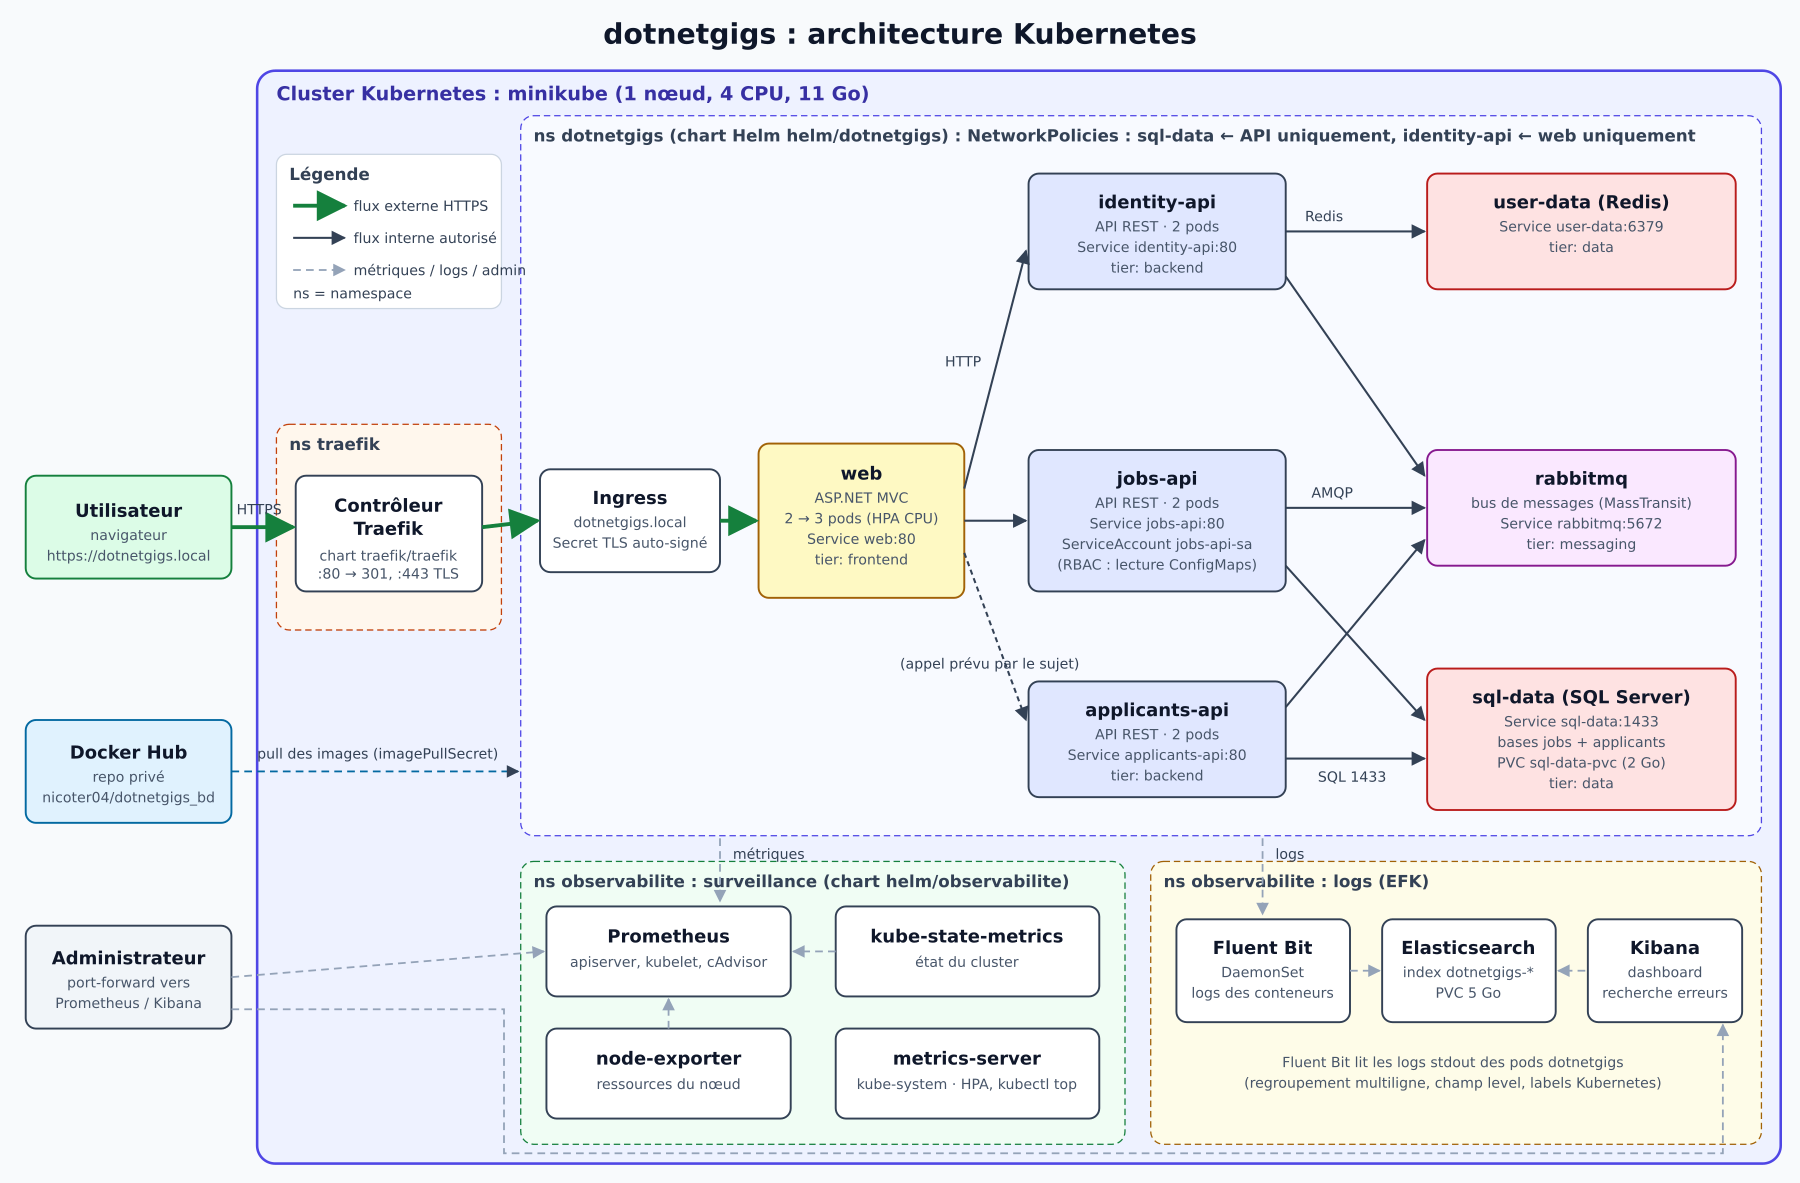 dotnetgigs : architecture Kubernetes
Cluster Kubernetes : minikube (1 nœud, 4 CPU, 11 Go)
ns dotnetgigs (chart Helm helm/dotnetgigs) : NetworkPolicies : sql-data ← API uniquement, identity-api ← web uniquement
Légende
flux externe HTTPS
flux interne autorisé
métriques / logs / admin
ns = namespace
ns traefik
Utilisateur
navigateur
https://dotnetgigs.local
HTTPS
Contrôleur
Traefik
chart traefik/traefik
:80 → 301, :443 TLS
Ingress
dotnetgigs.local
Secret TLS auto-signé
web
ASP.NET MVC
2 → 3 pods (HPA CPU)
Service web:80
tier: frontend
HTTP
(appel prévu par le sujet)
identity-api
API REST · 2 pods
Service identity-api:80
tier: backend
Redis
user-data (Redis)
Service user-data:6379
tier: data
jobs-api
API REST · 2 pods
Service jobs-api:80
ServiceAccount jobs-api-sa
(RBAC : lecture ConfigMaps)
AMQP
rabbitmq
bus de messages (MassTransit)
Service rabbitmq:5672
tier: messaging
applicants-api
API REST · 2 pods
Service applicants-api:80
tier: backend
SQL 1433
sql-data (SQL Server)
Service sql-data:1433
bases jobs + applicants
PVC sql-data-pvc (2 Go)
tier: data
Docker Hub
repo privé
nicoter04/dotnetgigs_bd
pull des images (imagePullSecret)
métriques
logs
Administrateur
port-forward vers
Prometheus / Kibana
ns observabilite : surveillance (chart helm/observabilite)
Prometheus
apiserver, kubelet, cAdvisor
kube-state-metrics
état du cluster
node-exporter
ressources du nœud
metrics-server
kube-system · HPA, kubectl top
ns observabilite : logs (EFK)
Fluent Bit
DaemonSet
logs des conteneurs
Elasticsearch
index dotnetgigs-*
PVC 5 Go
Kibana
dashboard
recherche erreurs
Fluent Bit lit les logs stdout des pods dotnetgigs
(regroupement multiligne, champ level, labels Kubernetes)